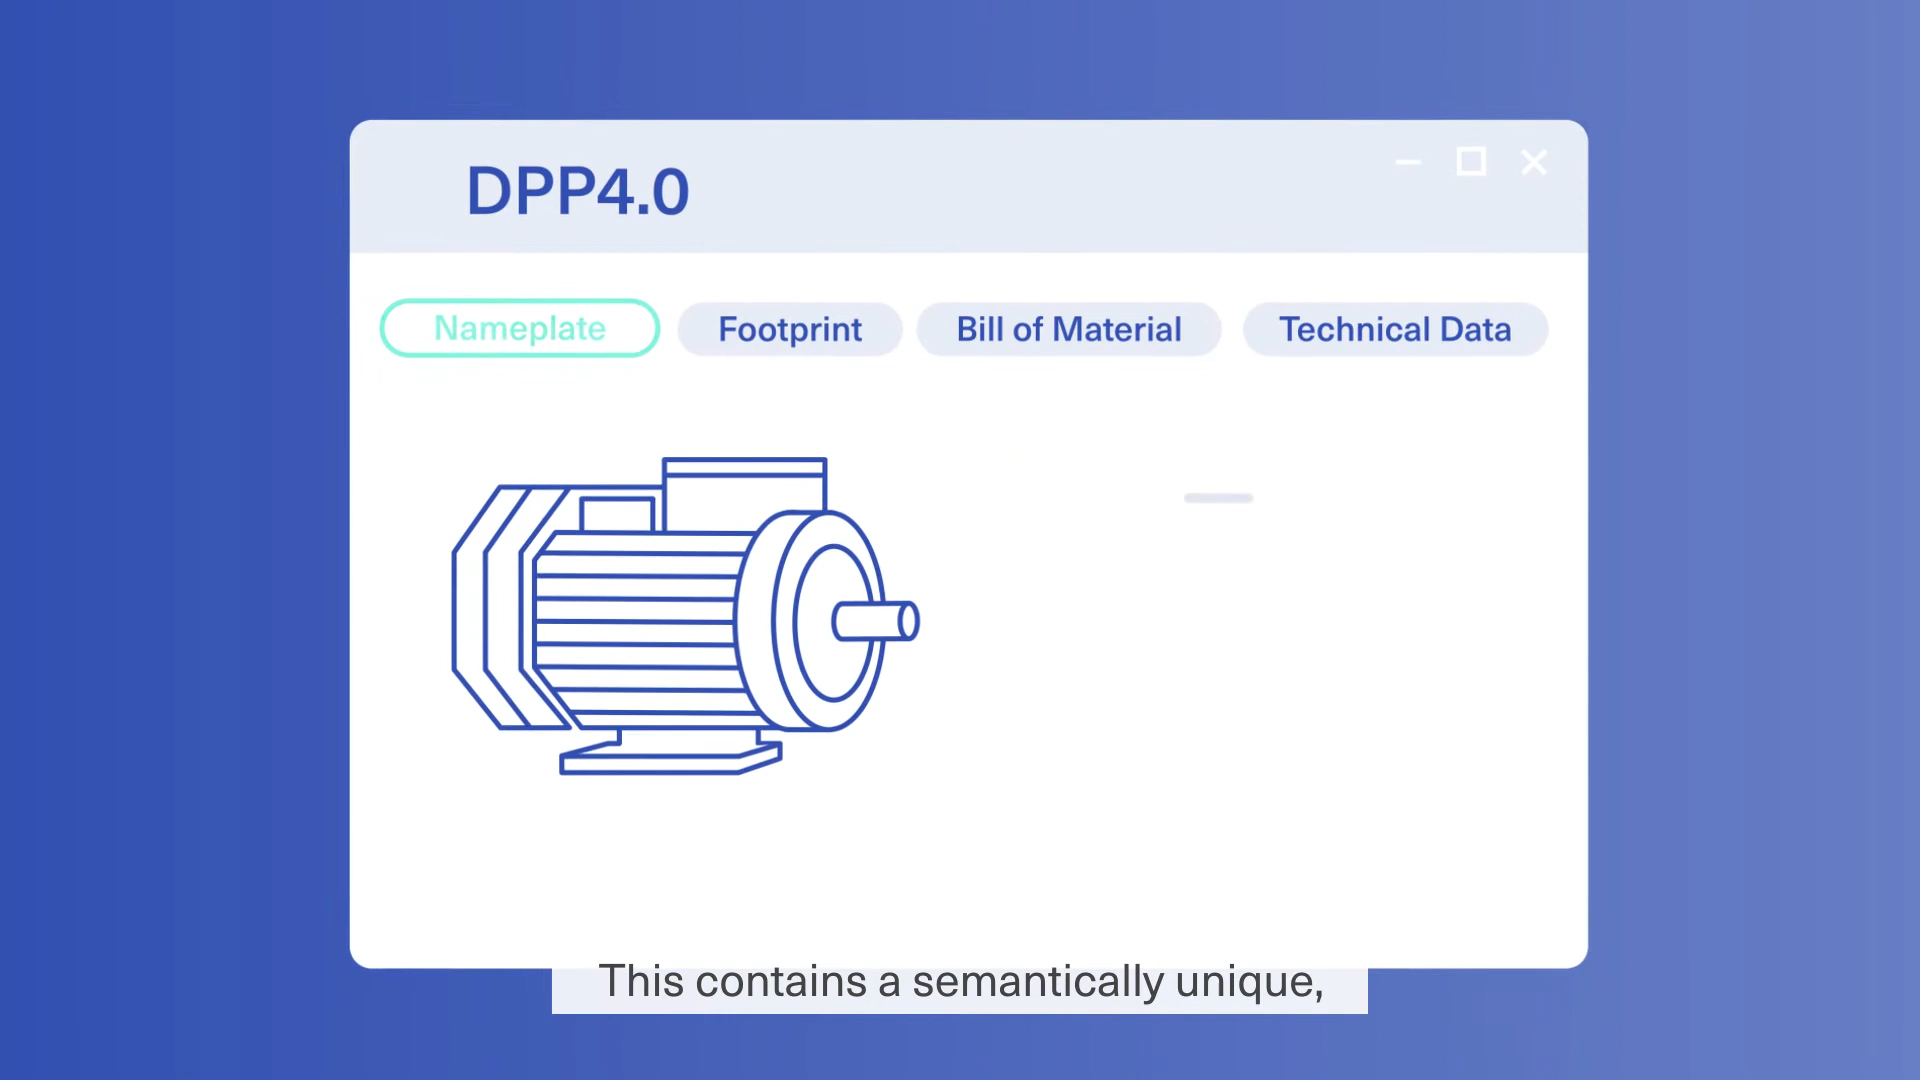 DPP4.0
Nameplate
Footprint
Bill of Material
Technical Data
This contains a semantically unique,